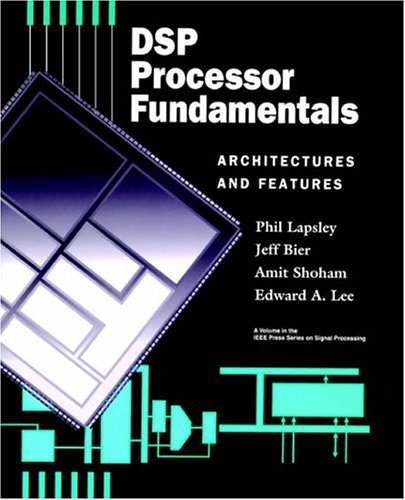 DSP
Processor
Fundamentals
ARCHITECTURES
AND FEATURES
Phil Lapsley
Jeff Bier
Amit Shoham
Edward A. Lee
A Volume in the
IEEE Press Series on Signal Processing